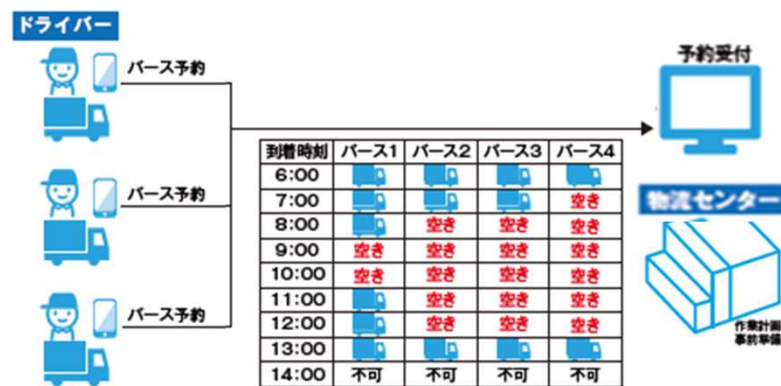 ドライバー
バース予約
バース予約
バース予約
予約受付
到着時刻 バース1 バース2 バース3 バース4
6:00
7:00 空き
8:00 空き 空き 空き
9:00 空き 空き 空き 空き
10:00 空き 空き 空き 空き
11:00 空き 空き 空き
12:00 空き 空き 空き
13:00
14:00 不可 不可 不可 不可
物流センター
作業計画
事前準備